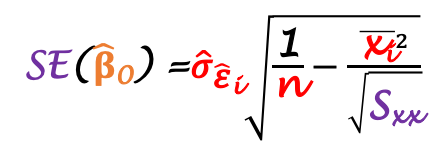 SE(β̂₀) = σ̂_ε̂ᵢ √(1/n − x̄ᵢ²/√Sₓₓ)